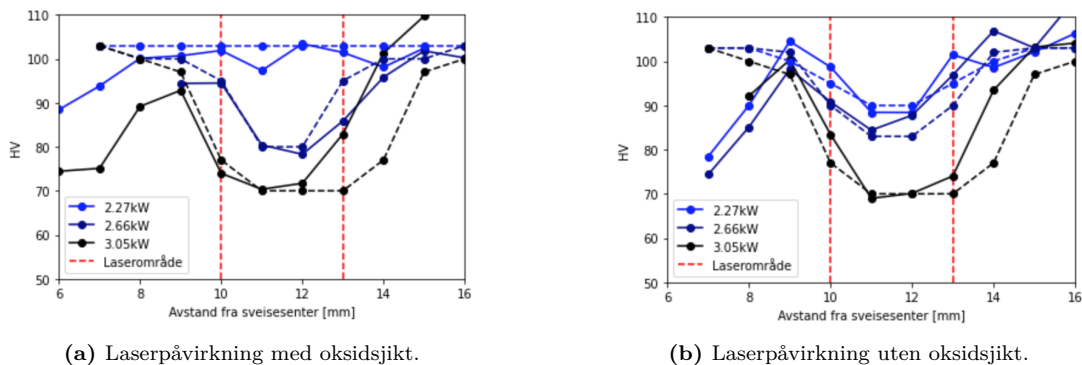 110
100
90
80
70
60
50
HV
2.27kW
2.66kW
3.05kW
Laserområde
6 8 10 12 14 16
Avstand fra sveisesenter [mm]
(a) Laserpåvirkning med oksidsjikt.
110
100
90
80
70
60
50
HV
2.27kW
2.66kW
3.05kW
Laserområde
6 8 10 12 14 16
Avstand fra sveisesenter [mm]
(b) Laserpåvirkning uten oksidsjikt.